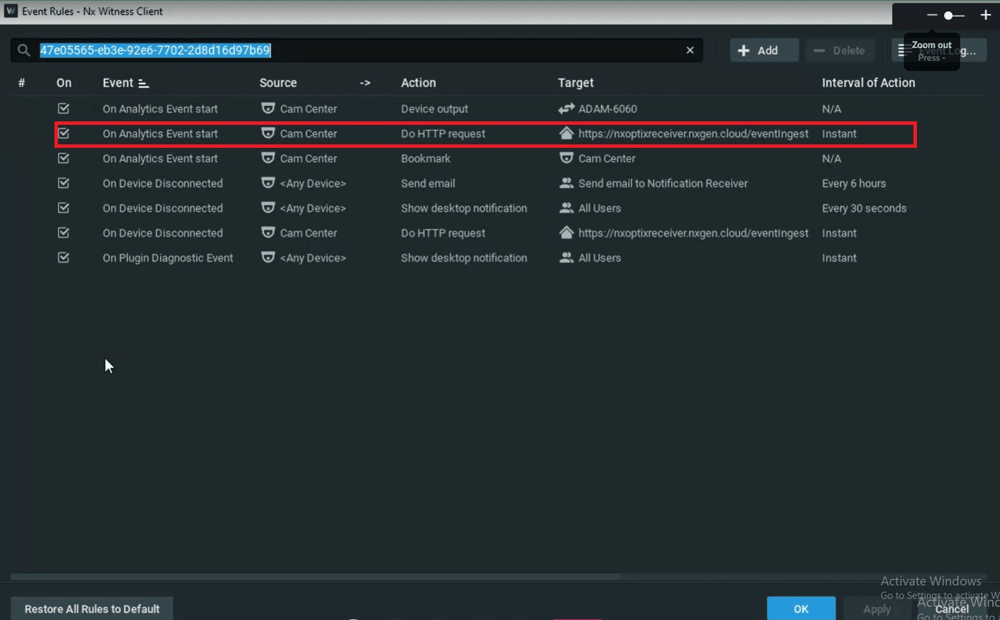 W Event Rules - Nx Witness Client
47e05565-eb3e-92e6-7702-2d8d16d97b69
Add
Delete
Event Log...
Zoom out
Press -
# On Event Source -> Action Target Interval of Action
On Analytics Event start Cam Center Device output ADAM-6060 N/A
On Analytics Event start Cam Center Do HTTP request https://nxoptixreceiver.nxgen.cloud/eventIngest Instant
On Analytics Event start Cam Center Bookmark Cam Center N/A
On Device Disconnected <Any Device> Send email Send email to Notification Receiver Every 6 hours
On Device Disconnected <Any Device> Show desktop notification All Users Every 30 seconds
On Device Disconnected Cam Center Do HTTP request https://nxoptixreceiver.nxgen.cloud/eventIngest Instant
On Plugin Diagnostic Event <Any Device> Show desktop notification All Users Instant
Activate Windows
Go to Settings to activate W
Activate Wind
Go to Settings to a
Restore All Rules to Default
OK
Apply
Cancel